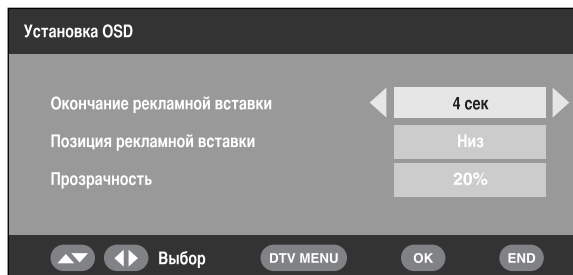 Установка OSD
Окончание рекламной вставки 4 сек
Позиция рекламной вставки Низ
Прозрачность 20%
Выбор DTV MENU OK END